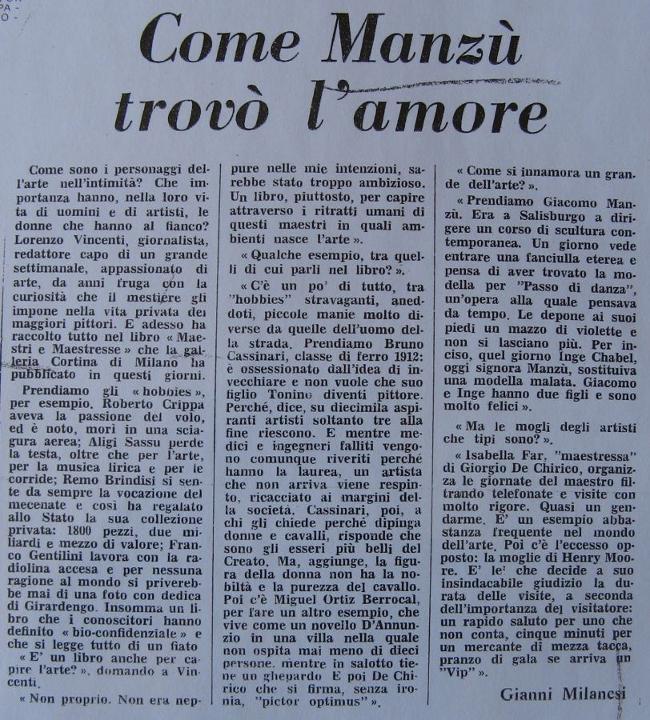 Come Manzù
trovò l'amore
Come sono i personaggi del-
l'arte nell'intimità? Che im-
portanza hanno, nella loro vi-
ta di uomini e di artisti, le
donne che hanno al fianco?
Lorenzo Vincenti, giornalista,
redattore capo di un grande
settimanale, appassionato di
arte, da anni fruga con la
curiosità che il mestiere gli
impone nella vita privata dei
maggiori pittori. E adesso ha
raccolto tutto nel libro « Mae-
stri e Maestresse » che la gal-
leria Cortina di Milano ha
pubblicato in questi giorni.
Prendiamo gli « hobbies »,
per esempio. Roberto Crippa
aveva la passione del volo,
ed è noto, morì in una scia-
gura aerea; Aligi Sassu perde
la testa, oltre che per l'arte,
per la musica lirica e per le
corride; Remo Brindisi si sen-
te da sempre la vocazione del
mecenate e così ha regalato
allo Stato la sua collezione
privata: 1800 pezzi, due mi-
liardi e mezzo di valore; Fran-
co Gentilini lavora con la ra-
diolina accesa e per nessuna
ragione al mondo si privereb-
be mai di una foto con dedica
di Girardengo. Insomma un li-
bro che i conoscitori hanno
definito « bio-confidenziale » e
che si legge tutto di un fiato
« E' un libro anche per ca-
pire l'arte? », domando a Vin-
centi.
« Non proprio. Non era nep-
pure nelle mie intenzioni, sa-
rebbe stato troppo ambizioso.
Un libro, piuttosto, per capire
attraverso i ritratti umani di
questi maestri in quali am-
bienti nasce l'arte ».
« Qualche esempio, tra quel-
li di cui parli nel libro? ».
« C'è un po' di tutto, tra
"hobbies" stravaganti, aned-
doti, piccole manie molto di-
verse da quelle dell'uomo del-
la strada. Prendiamo Bruno
Cassinari, classe di ferro 1912:
è ossessionato dall'idea di in-
vecchiare e non vuole che suo
figlio Tonino diventi pittore.
Perché, dice, su diecimila aspi-
ranti artisti soltanto tre alla
fine riescono. E mentre me-
dici e ingegneri falliti vengo-
no comunque riveriti perché
hanno la laurea, un artista
che non arriva viene respin-
to, ricacciato ai margini del-
la società. Cassinari, poi, a
chi gli chiede perché dipinga
donne e cavalli, risponde che
sono gli esseri più belli del
Creato. Ma, aggiunge, la figu-
ra della donna non ha la no-
biltà e la purezza del cavallo.
Poi c'è Miguel Ortiz Berrocal,
per fare un altro esempio, che
vive come un novello D'Annun-
zio in una villa nella quale
non ospita mai meno di dieci
persone. mentre in salotto tie-
ne un ghepardo E poi De Chi-
rico che si firma, senza iro-
nia, "pictor optimus" ».
« Come si innamora un gran-
de dell'arte? ».
« Prendiamo Giacomo Man-
zù. Era a Salisburgo a dirige-
re un corso di scultura con-
temporanea. Un giorno vede
entrare una fanciulla eterea e
pensa di aver trovato la mo-
della per "Passo di danza",
un'opera alla quale pensava
da tempo. Le depone ai suoi
piedi un mazzo di violette e
non si lasciano più. Per in-
ciso, quel giorno Inge Chabel,
oggi signora Manzù, sostituiva
una modella malata. Giacomo
e Inge hanno due figli e sono
molto felici ».
« Ma le mogli degli artisti
che tipi sono? ».
« Isabella Far, "maestressa"
di Giorgio De Chirico, organiz-
za le giornate del maestro fil-
trando telefonate e visite con
molto rigore. Quasi un gen-
darme. E' un esempio abba-
stanza frequente nel mondo
dell'arte. Poi c'è l'eccesso op-
posto: la moglie di Henry Moo-
re. E' lei che decide a suo
insindacabile giudizio la du-
rata delle visite, a seconda
dell'importanza del visitatore:
un rapido saluto per uno che
non conta, cinque minuti per
un mercante di mezza tacca,
pranzo di gala se arriva un
"Vip" ».
Gianni Milanesi